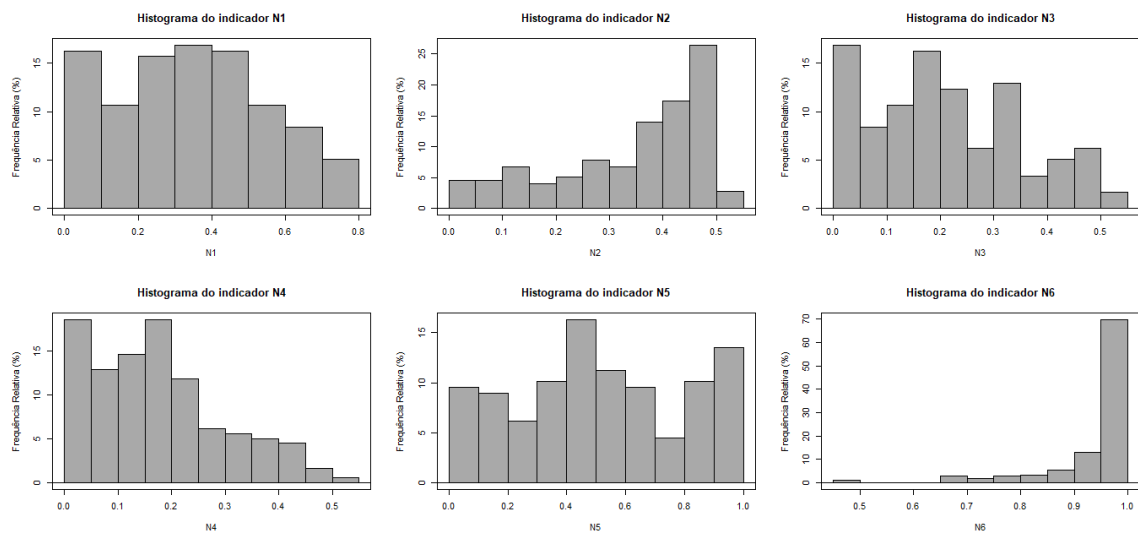 Histograma do indicador N1
Frequência Relativa (%)
0
5
10
15
0.0 0.2 0.4 0.6 0.8
N1
Histograma do indicador N2
Frequência Relativa (%)
0
5
10
15
20
25
0.0 0.1 0.2 0.3 0.4 0.5
N2
Histograma do indicador N3
Frequência Relativa (%)
0
5
10
15
0.0 0.1 0.2 0.3 0.4 0.5
N3
Histograma do indicador N4
Frequência Relativa (%)
0
5
10
15
0.0 0.1 0.2 0.3 0.4 0.5
N4
Histograma do indicador N5
Frequência Relativa (%)
0
5
10
15
0.0 0.2 0.4 0.6 0.8 1.0
N5
Histograma do indicador N6
Frequência Relativa (%)
0
10
20
30
40
50
60
70
0.5 0.6 0.7 0.8 0.9 1.0
N6